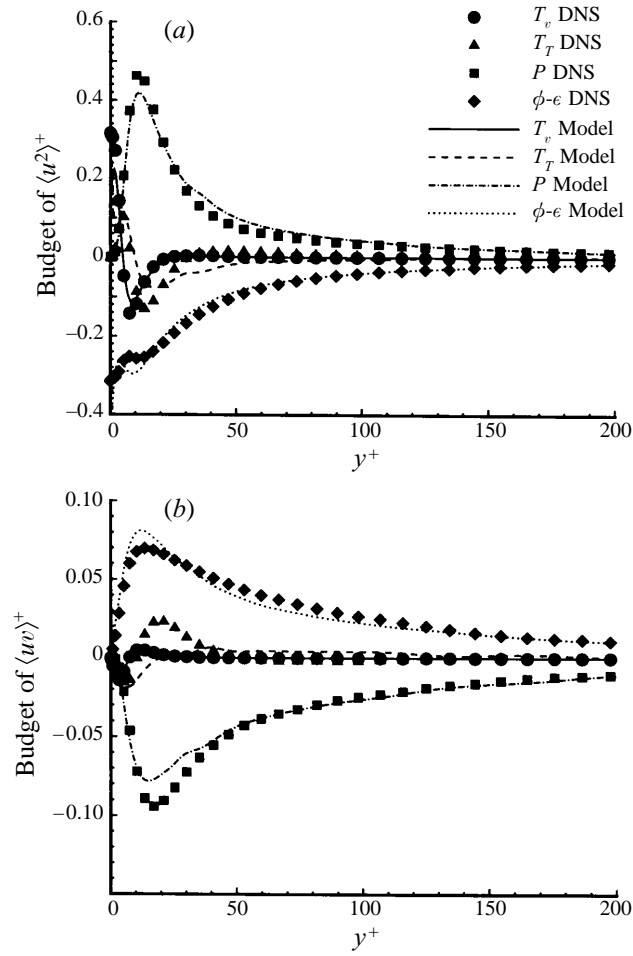 (a)
T_v DNS
T_T DNS
P DNS
ϕ-ϵ DNS
T_v Model
T_T Model
P Model
ϕ-ϵ Model
Budget of ⟨u²⟩⁺
0.6
0.4
0.2
0
−0.2
−0.4
0 50 100 150 200
y⁺
(b)
Budget of ⟨uv⟩⁺
0.10
0.05
0
−0.05
−0.10
0 50 100 150 200
y⁺